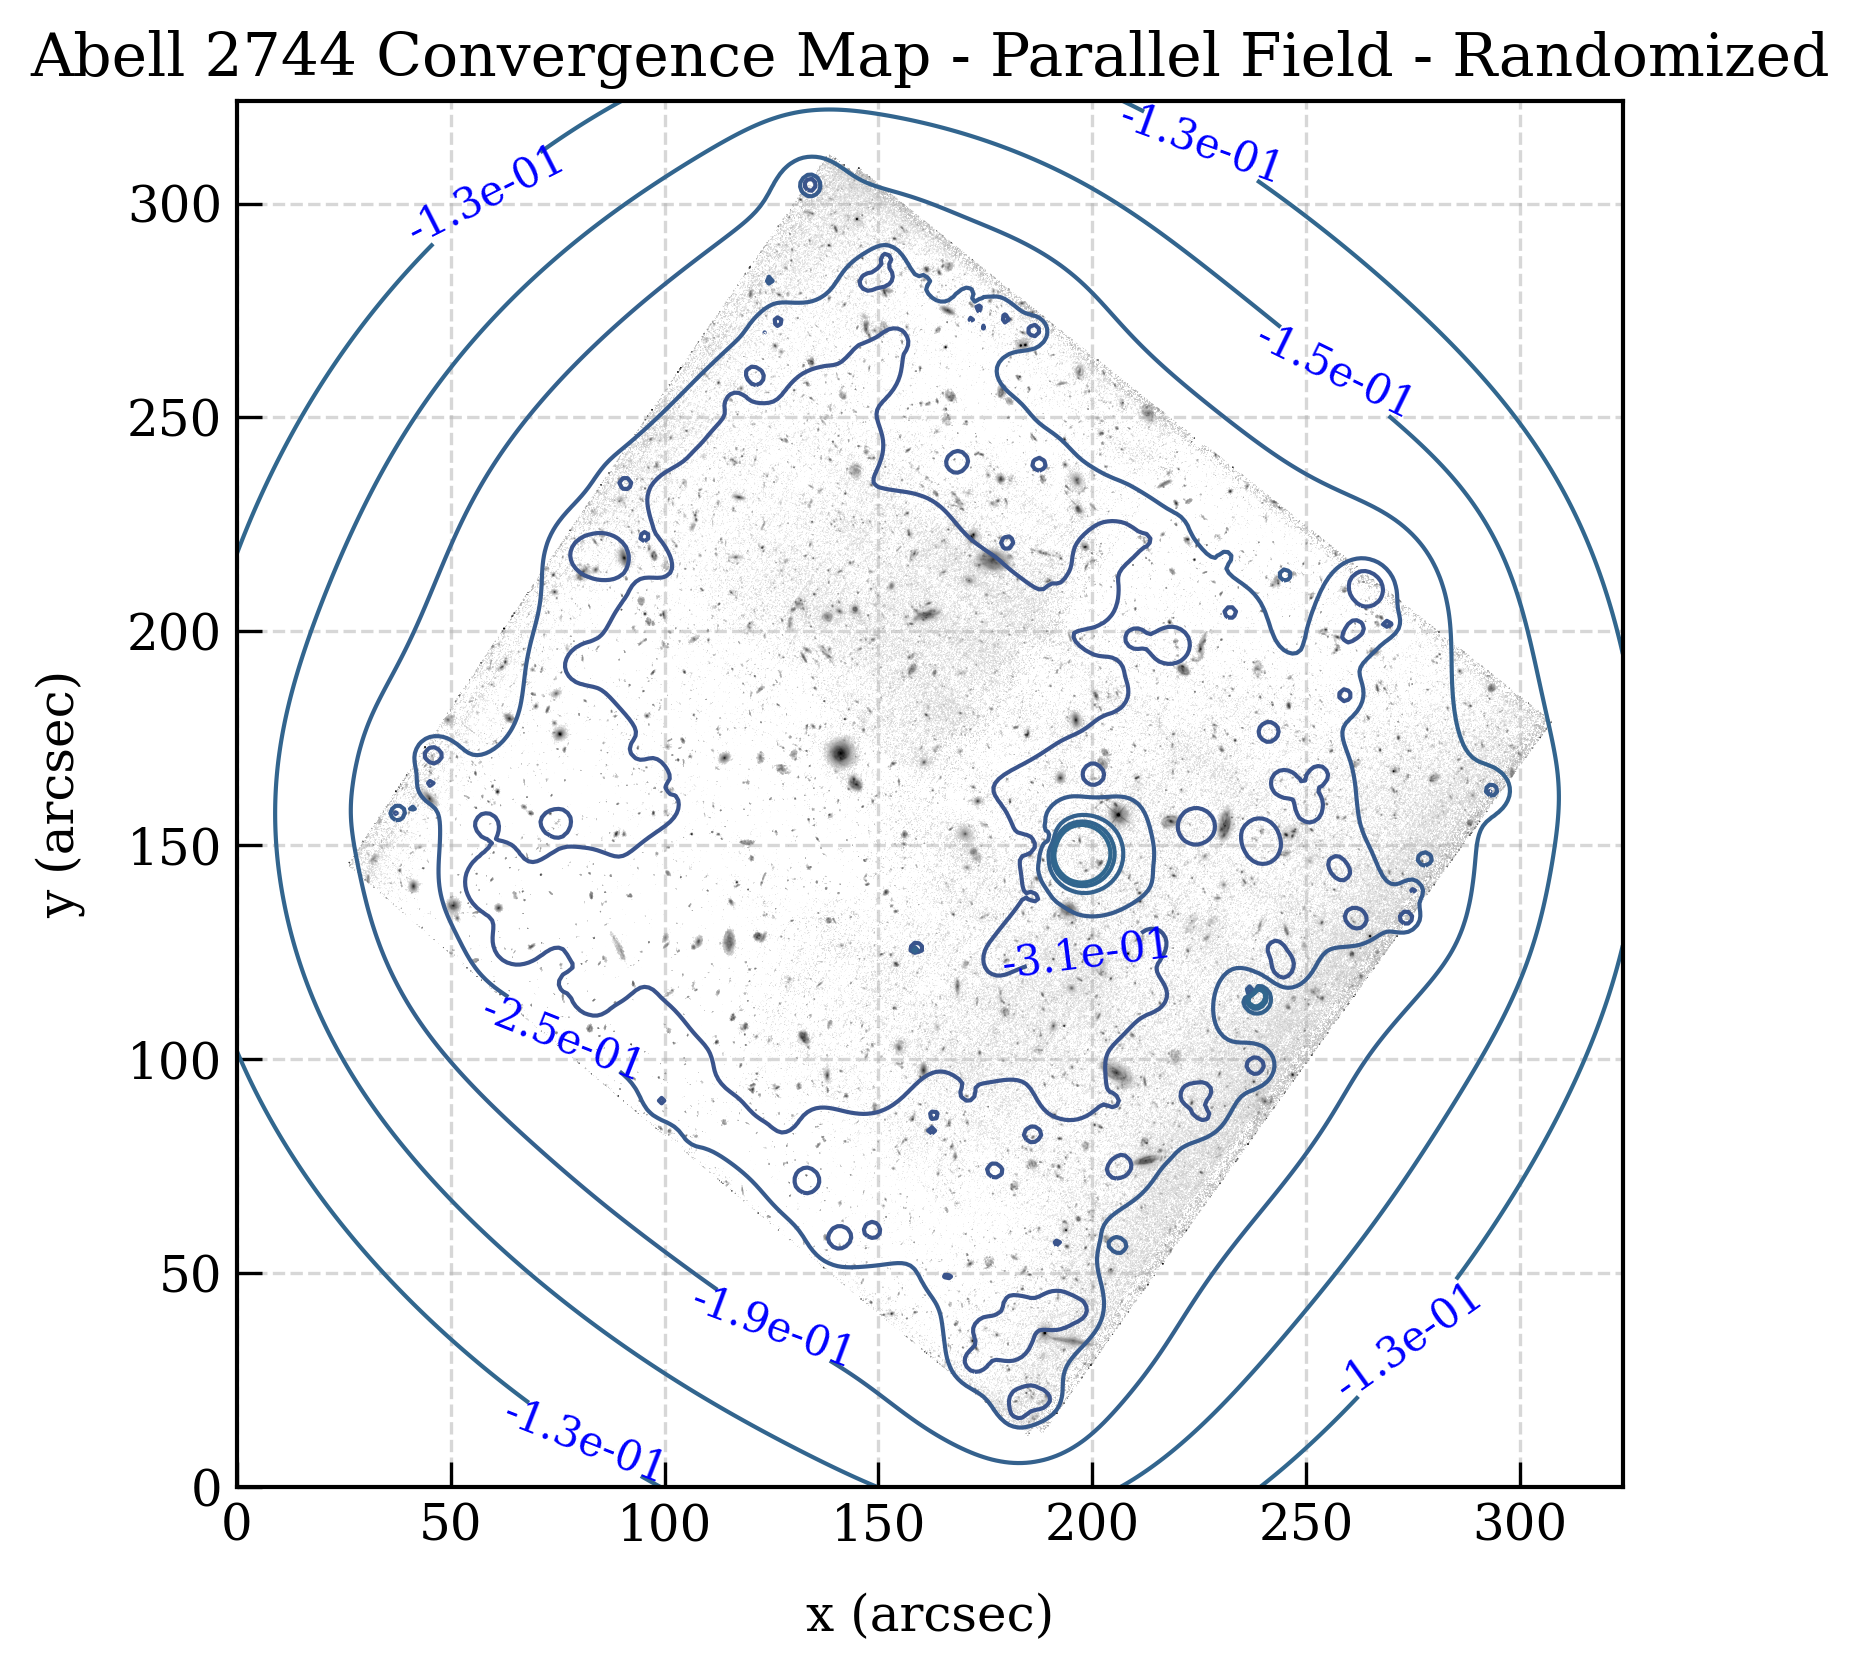 Abell 2744 Convergence Map - Parallel Field - Randomized
-1.3e-01
-1.3e-01
-1.5e-01
-3.1e-01
-2.5e-01
-1.9e-01
-1.3e-01
-1.3e-01
300
250
200
150
100
50
0
y (arcsec)
0 50 100 150 200 250 300
x (arcsec)